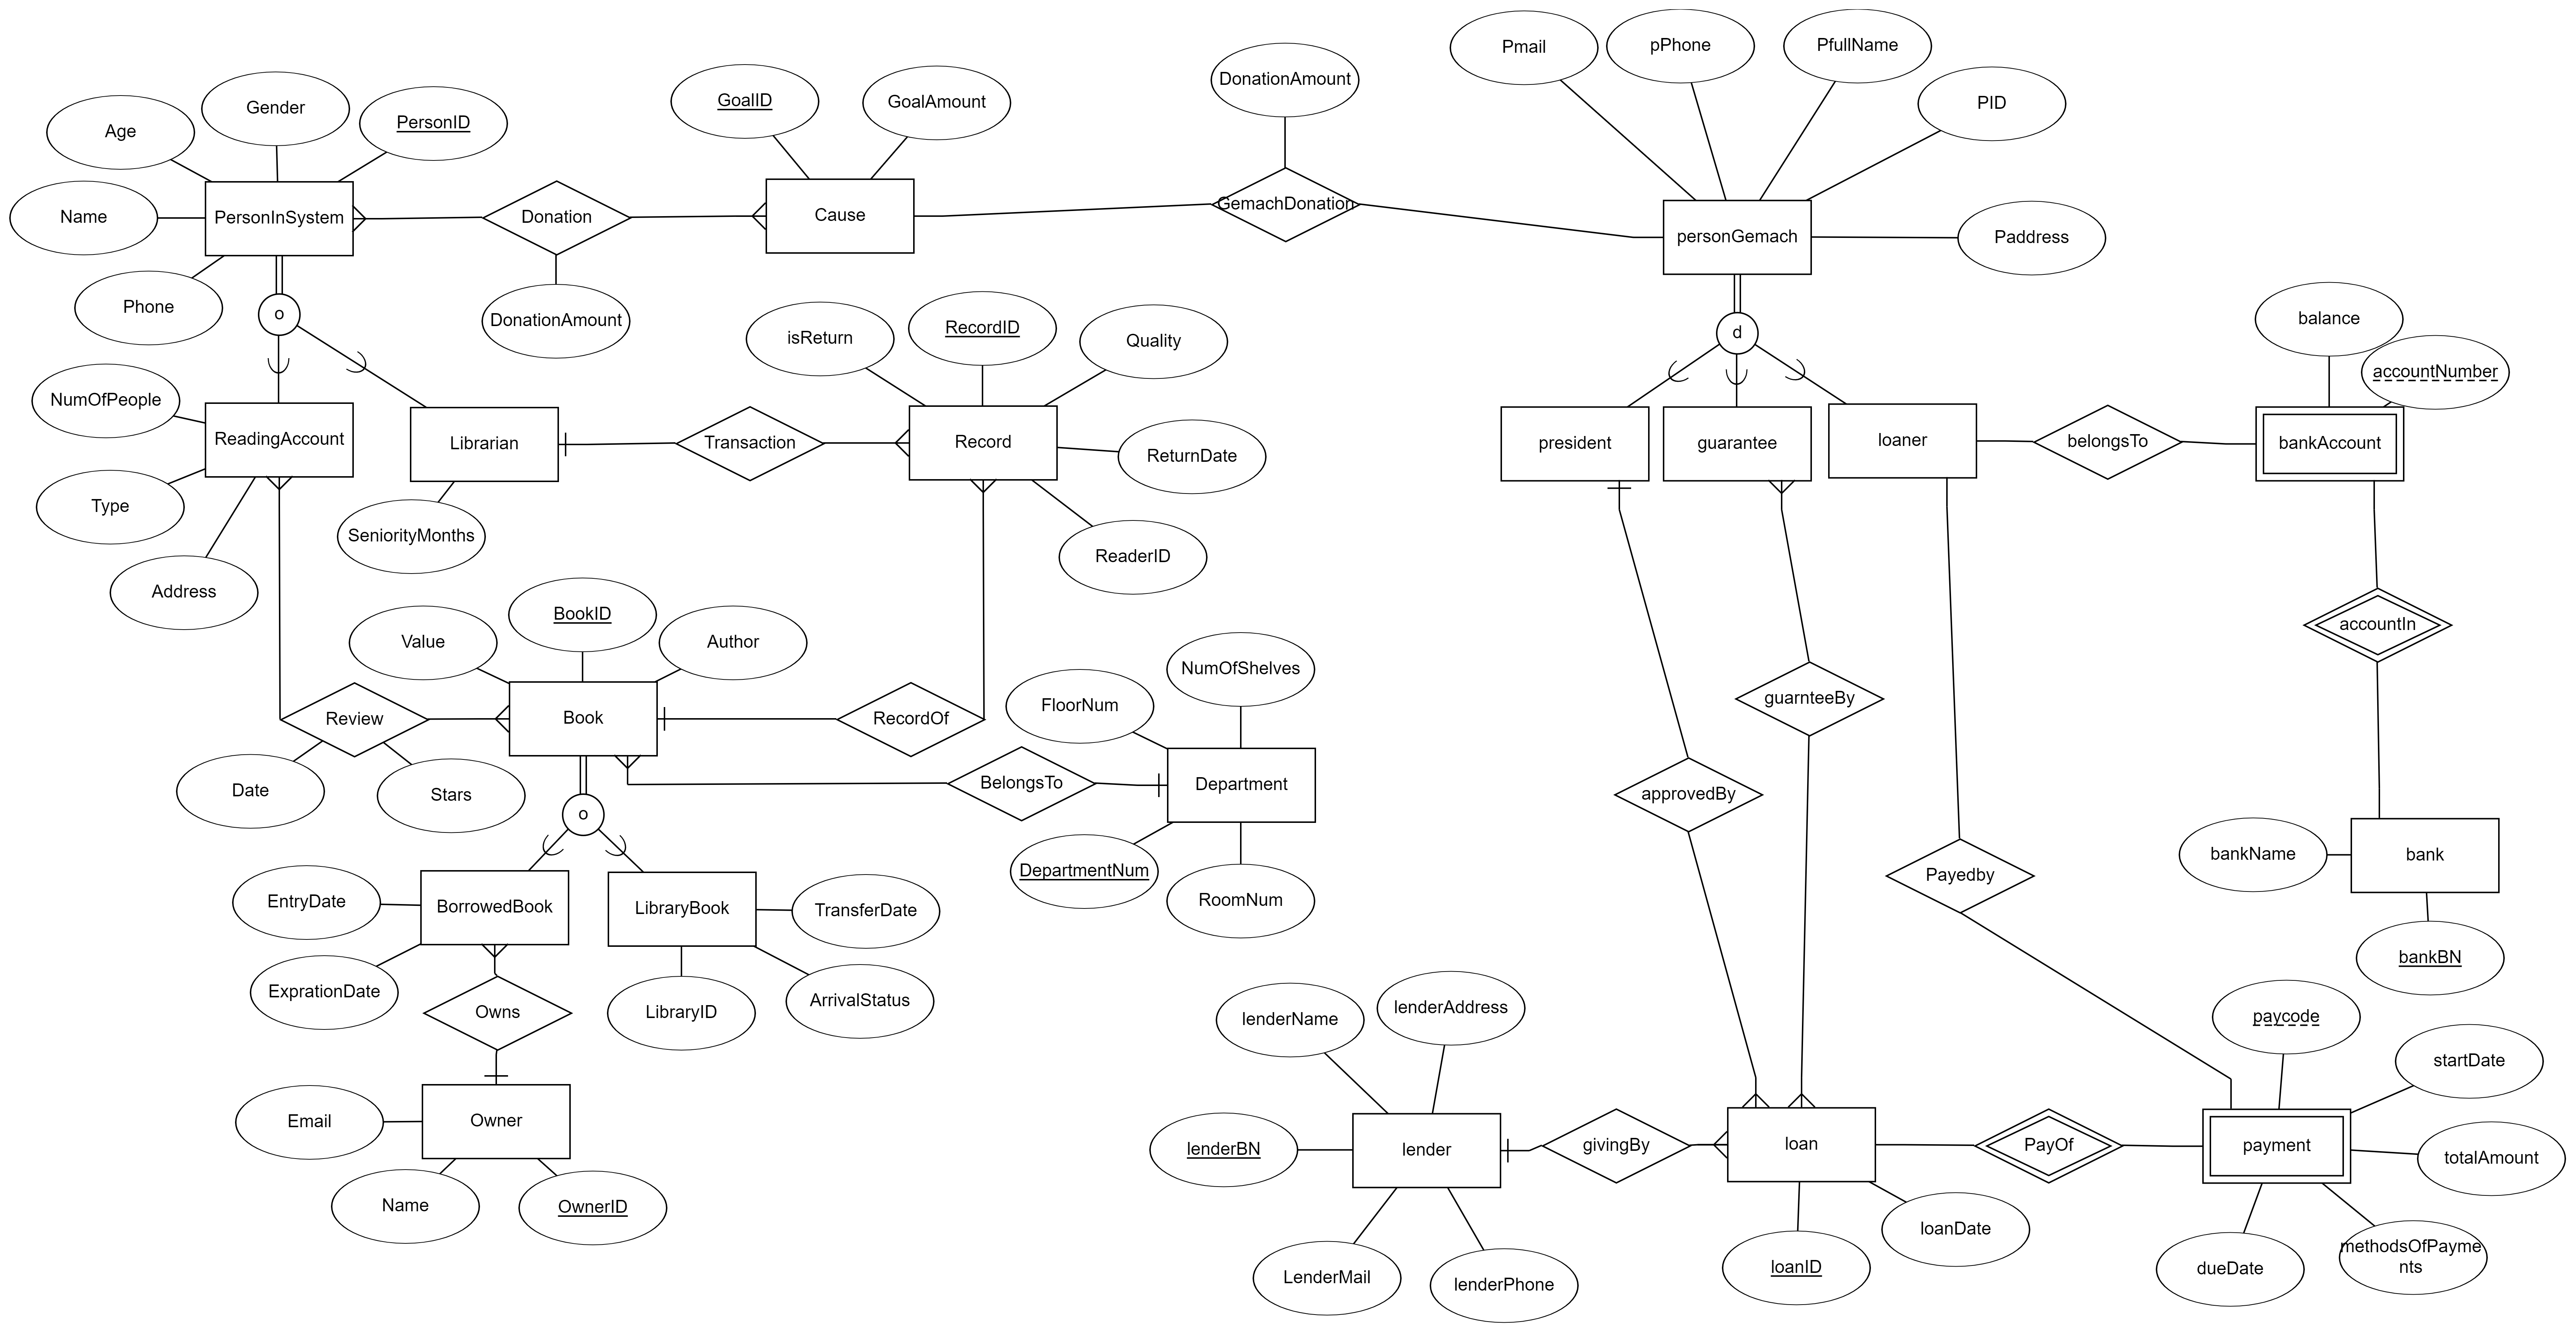 Pmail
pPhone
PfullName
DonationAmount
GoalID
GoalAmount
PID
Gender
PersonID
Age
Name
PersonInSystem
Donation
Cause
GemachDonation
personGemach
Paddress
Phone
o
DonationAmount
isReturn
RecordID
Quality
d
balance
accountNumber
NumOfPeople
ReadingAccount
Librarian
Transaction
Record
ReturnDate
president
guarantee
loaner
belongsTo
bankAccount
Type
SeniorityMonths
ReaderID
Address
Value
BookID
Author
accountIn
NumOfShelves
FloorNum
guarnteeBy
Review
Book
RecordOf
BelongsTo
Department
Date
Stars
approvedBy
o
bankName
bank
DepartmentNum
RoomNum
Payedby
EntryDate
BorrowedBook
LibraryBook
TransferDate
bankBN
ExprationDate
Owns
LibraryID
ArrivalStatus
lenderName
lenderAddress
paycode
startDate
Email
Owner
lenderBN
lender
givingBy
loan
PayOf
payment
totalAmount
Name
OwnerID
loanDate
LenderMail
lenderPhone
loanID
dueDate
methodsOfPayme
nts